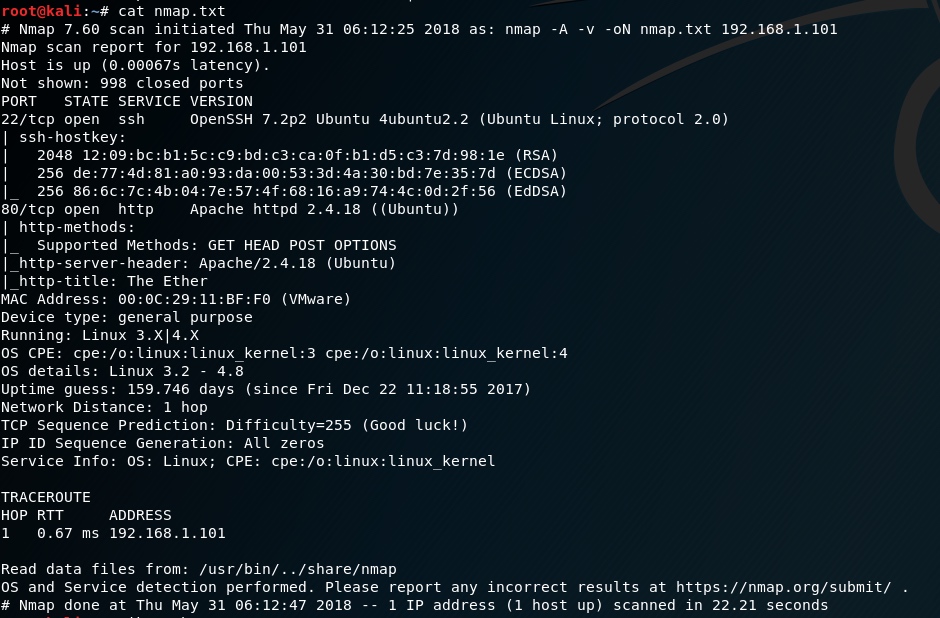 root@kali:~# cat nmap.txt
# Nmap 7.60 scan initiated Thu May 31 06:12:25 2018 as: nmap -A -v -oN nmap.txt 192.168.1.101
Nmap scan report for 192.168.1.101
Host is up (0.00067s latency).
Not shown: 998 closed ports
PORT   STATE SERVICE VERSION
22/tcp open  ssh     OpenSSH 7.2p2 Ubuntu 4ubuntu2.2 (Ubuntu Linux; protocol 2.0)
| ssh-hostkey:
|   2048 12:09:bc:b1:5c:c9:bd:c3:ca:0f:b1:d5:c3:7d:98:1e (RSA)
|   256 de:77:4d:81:a0:93:da:00:53:3d:4a:30:bd:7e:35:7d (ECDSA)
|_  256 86:6c:7c:4b:04:7e:57:4f:68:16:a9:74:4c:0d:2f:56 (EdDSA)
80/tcp open  http    Apache httpd 2.4.18 ((Ubuntu))
| http-methods:
|_  Supported Methods: GET HEAD POST OPTIONS
|_http-server-header: Apache/2.4.18 (Ubuntu)
|_http-title: The Ether
MAC Address: 00:0C:29:11:BF:F0 (VMware)
Device type: general purpose
Running: Linux 3.X|4.X
OS CPE: cpe:/o:linux:linux_kernel:3 cpe:/o:linux:linux_kernel:4
OS details: Linux 3.2 - 4.8
Uptime guess: 159.746 days (since Fri Dec 22 11:18:55 2017)
Network Distance: 1 hop
TCP Sequence Prediction: Difficulty=255 (Good luck!)
IP ID Sequence Generation: All zeros
Service Info: OS: Linux; CPE: cpe:/o:linux:linux_kernel

TRACEROUTE
HOP RTT     ADDRESS
1   0.67 ms 192.168.1.101

Read data files from: /usr/bin/../share/nmap
OS and Service detection performed. Please report any incorrect results at https://nmap.org/submit/ .
# Nmap done at Thu May 31 06:12:47 2018 -- 1 IP address (1 host up) scanned in 22.21 seconds